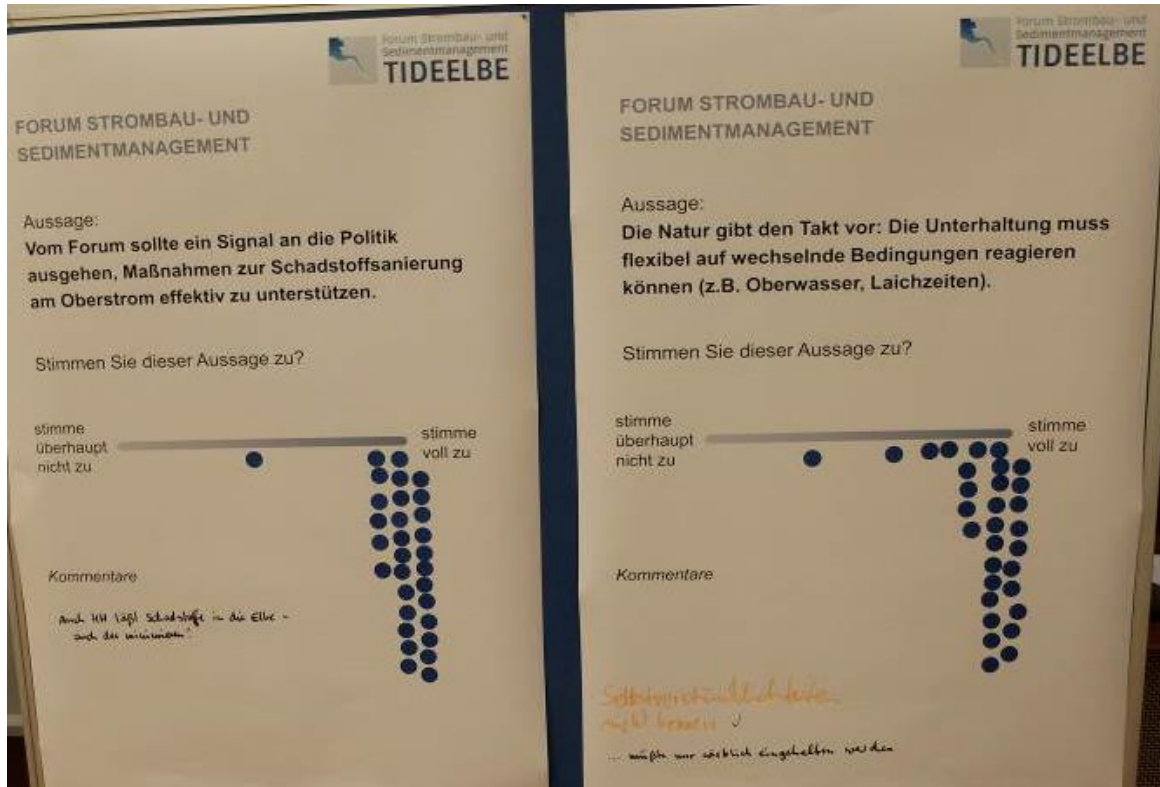 Forum Strombau- und
Sedimentmanagement
TIDEELBE
FORUM STROMBAU- UND
SEDIMENTMANAGEMENT
Aussage:
Vom Forum sollte ein Signal an die Politik
ausgehen, Maßnahmen zur Schadstoffsanierung
am Oberstrom effektiv zu unterstützen.
Stimmen Sie dieser Aussage zu?
stimme
überhaupt
nicht zu
stimme
voll zu
Kommentare
Auch HH läßt Schadstoffe in die Elbe -
auch die minimieren!
Forum Strombau- und
Sedimentmanagement
TIDEELBE
FORUM STROMBAU- UND
SEDIMENTMANAGEMENT
Aussage:
Die Natur gibt den Takt vor: Die Unterhaltung muss
flexibel auf wechselnde Bedingungen reagieren
können (z.B. Oberwasser, Laichzeiten).
Stimmen Sie dieser Aussage zu?
stimme
überhaupt
nicht zu
stimme
voll zu
Kommentare
Selbstverständlichkeiten
nicht
... müßte nur wirklich eingehalten werden